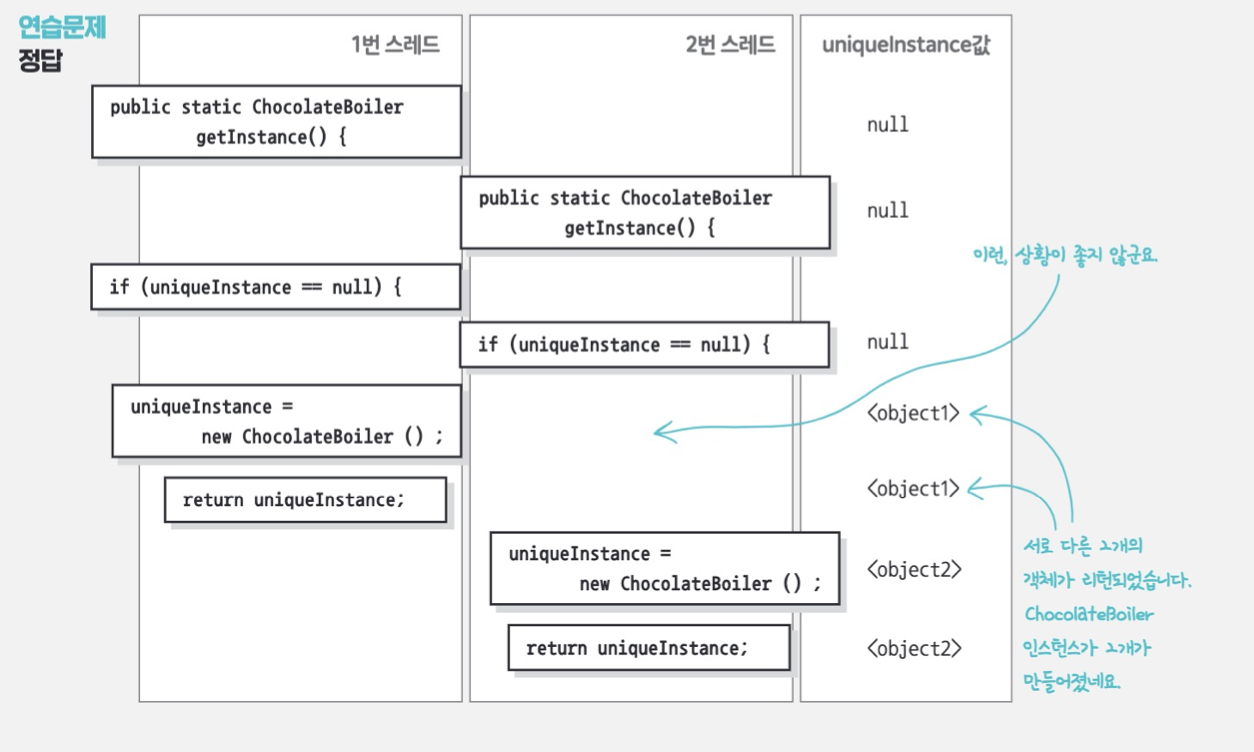 연습문제
정답
1번 스레드
2번 스레드
uniqueInstance값
public static ChocolateBoiler
getInstance() {
null
public static ChocolateBoiler
getInstance() {
null
이런, 상황이 좋지 않군요.
if (uniqueInstance == null) {
if (uniqueInstance == null) {
null
uniqueInstance =
new ChocolateBoiler () ;
<object1>
return uniqueInstance;
<object1>
uniqueInstance =
new ChocolateBoiler () ;
<object2>
return uniqueInstance;
<object2>
서로 다른 2개의
객체가 리턴되었습니다.
ChocolateBoiler
인스턴스가 2개가
만들어졌네요.